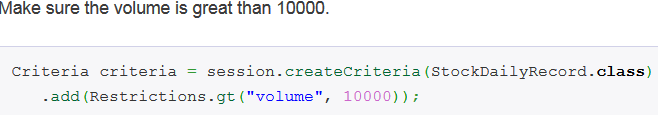 Make sure the volume is great than 10000.
Criteria criteria = session.createCriteria(StockDailyRecord.class)
.add(Restrictions.gt("volume", 10000));